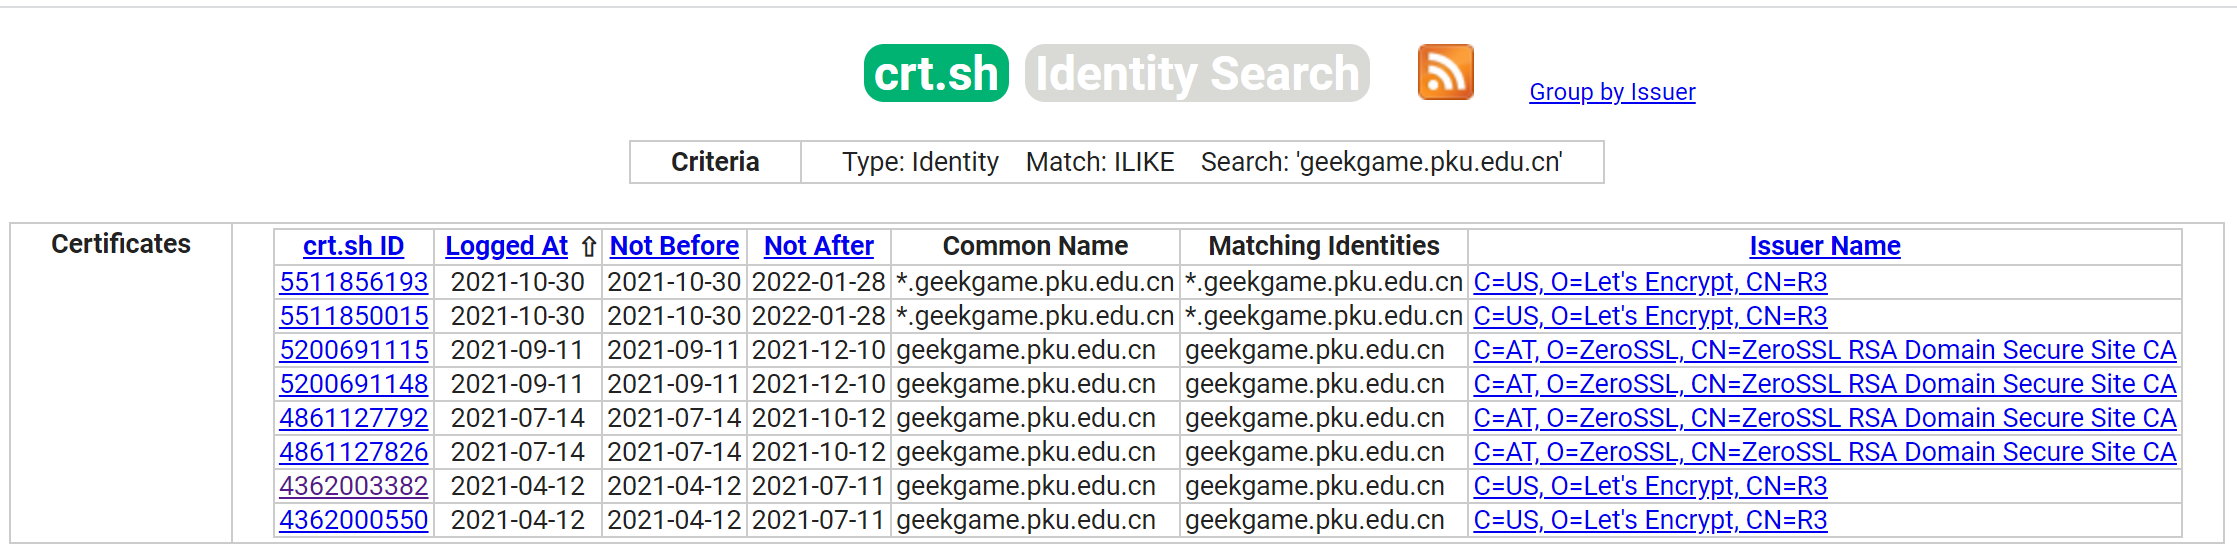 crt.sh Identity Search Group by Issuer
Criteria Type: Identity Match: ILIKE Search: 'geekgame.pku.edu.cn'
Certificates crt.sh ID Logged At ⇧ Not Before Not After Common Name Matching Identities Issuer Name
5511856193 2021-10-30 2021-10-30 2022-01-28 *.geekgame.pku.edu.cn *.geekgame.pku.edu.cn C=US, O=Let's Encrypt, CN=R3
5511850015 2021-10-30 2021-10-30 2022-01-28 *.geekgame.pku.edu.cn *.geekgame.pku.edu.cn C=US, O=Let's Encrypt, CN=R3
5200691115 2021-09-11 2021-09-11 2021-12-10 geekgame.pku.edu.cn geekgame.pku.edu.cn C=AT, O=ZeroSSL, CN=ZeroSSL RSA Domain Secure Site CA
5200691148 2021-09-11 2021-09-11 2021-12-10 geekgame.pku.edu.cn geekgame.pku.edu.cn C=AT, O=ZeroSSL, CN=ZeroSSL RSA Domain Secure Site CA
4861127792 2021-07-14 2021-07-14 2021-10-12 geekgame.pku.edu.cn geekgame.pku.edu.cn C=AT, O=ZeroSSL, CN=ZeroSSL RSA Domain Secure Site CA
4861127826 2021-07-14 2021-07-14 2021-10-12 geekgame.pku.edu.cn geekgame.pku.edu.cn C=AT, O=ZeroSSL, CN=ZeroSSL RSA Domain Secure Site CA
4362003382 2021-04-12 2021-04-12 2021-07-11 geekgame.pku.edu.cn geekgame.pku.edu.cn C=US, O=Let's Encrypt, CN=R3
4362000550 2021-04-12 2021-04-12 2021-07-11 geekgame.pku.edu.cn geekgame.pku.edu.cn C=US, O=Let's Encrypt, CN=R3